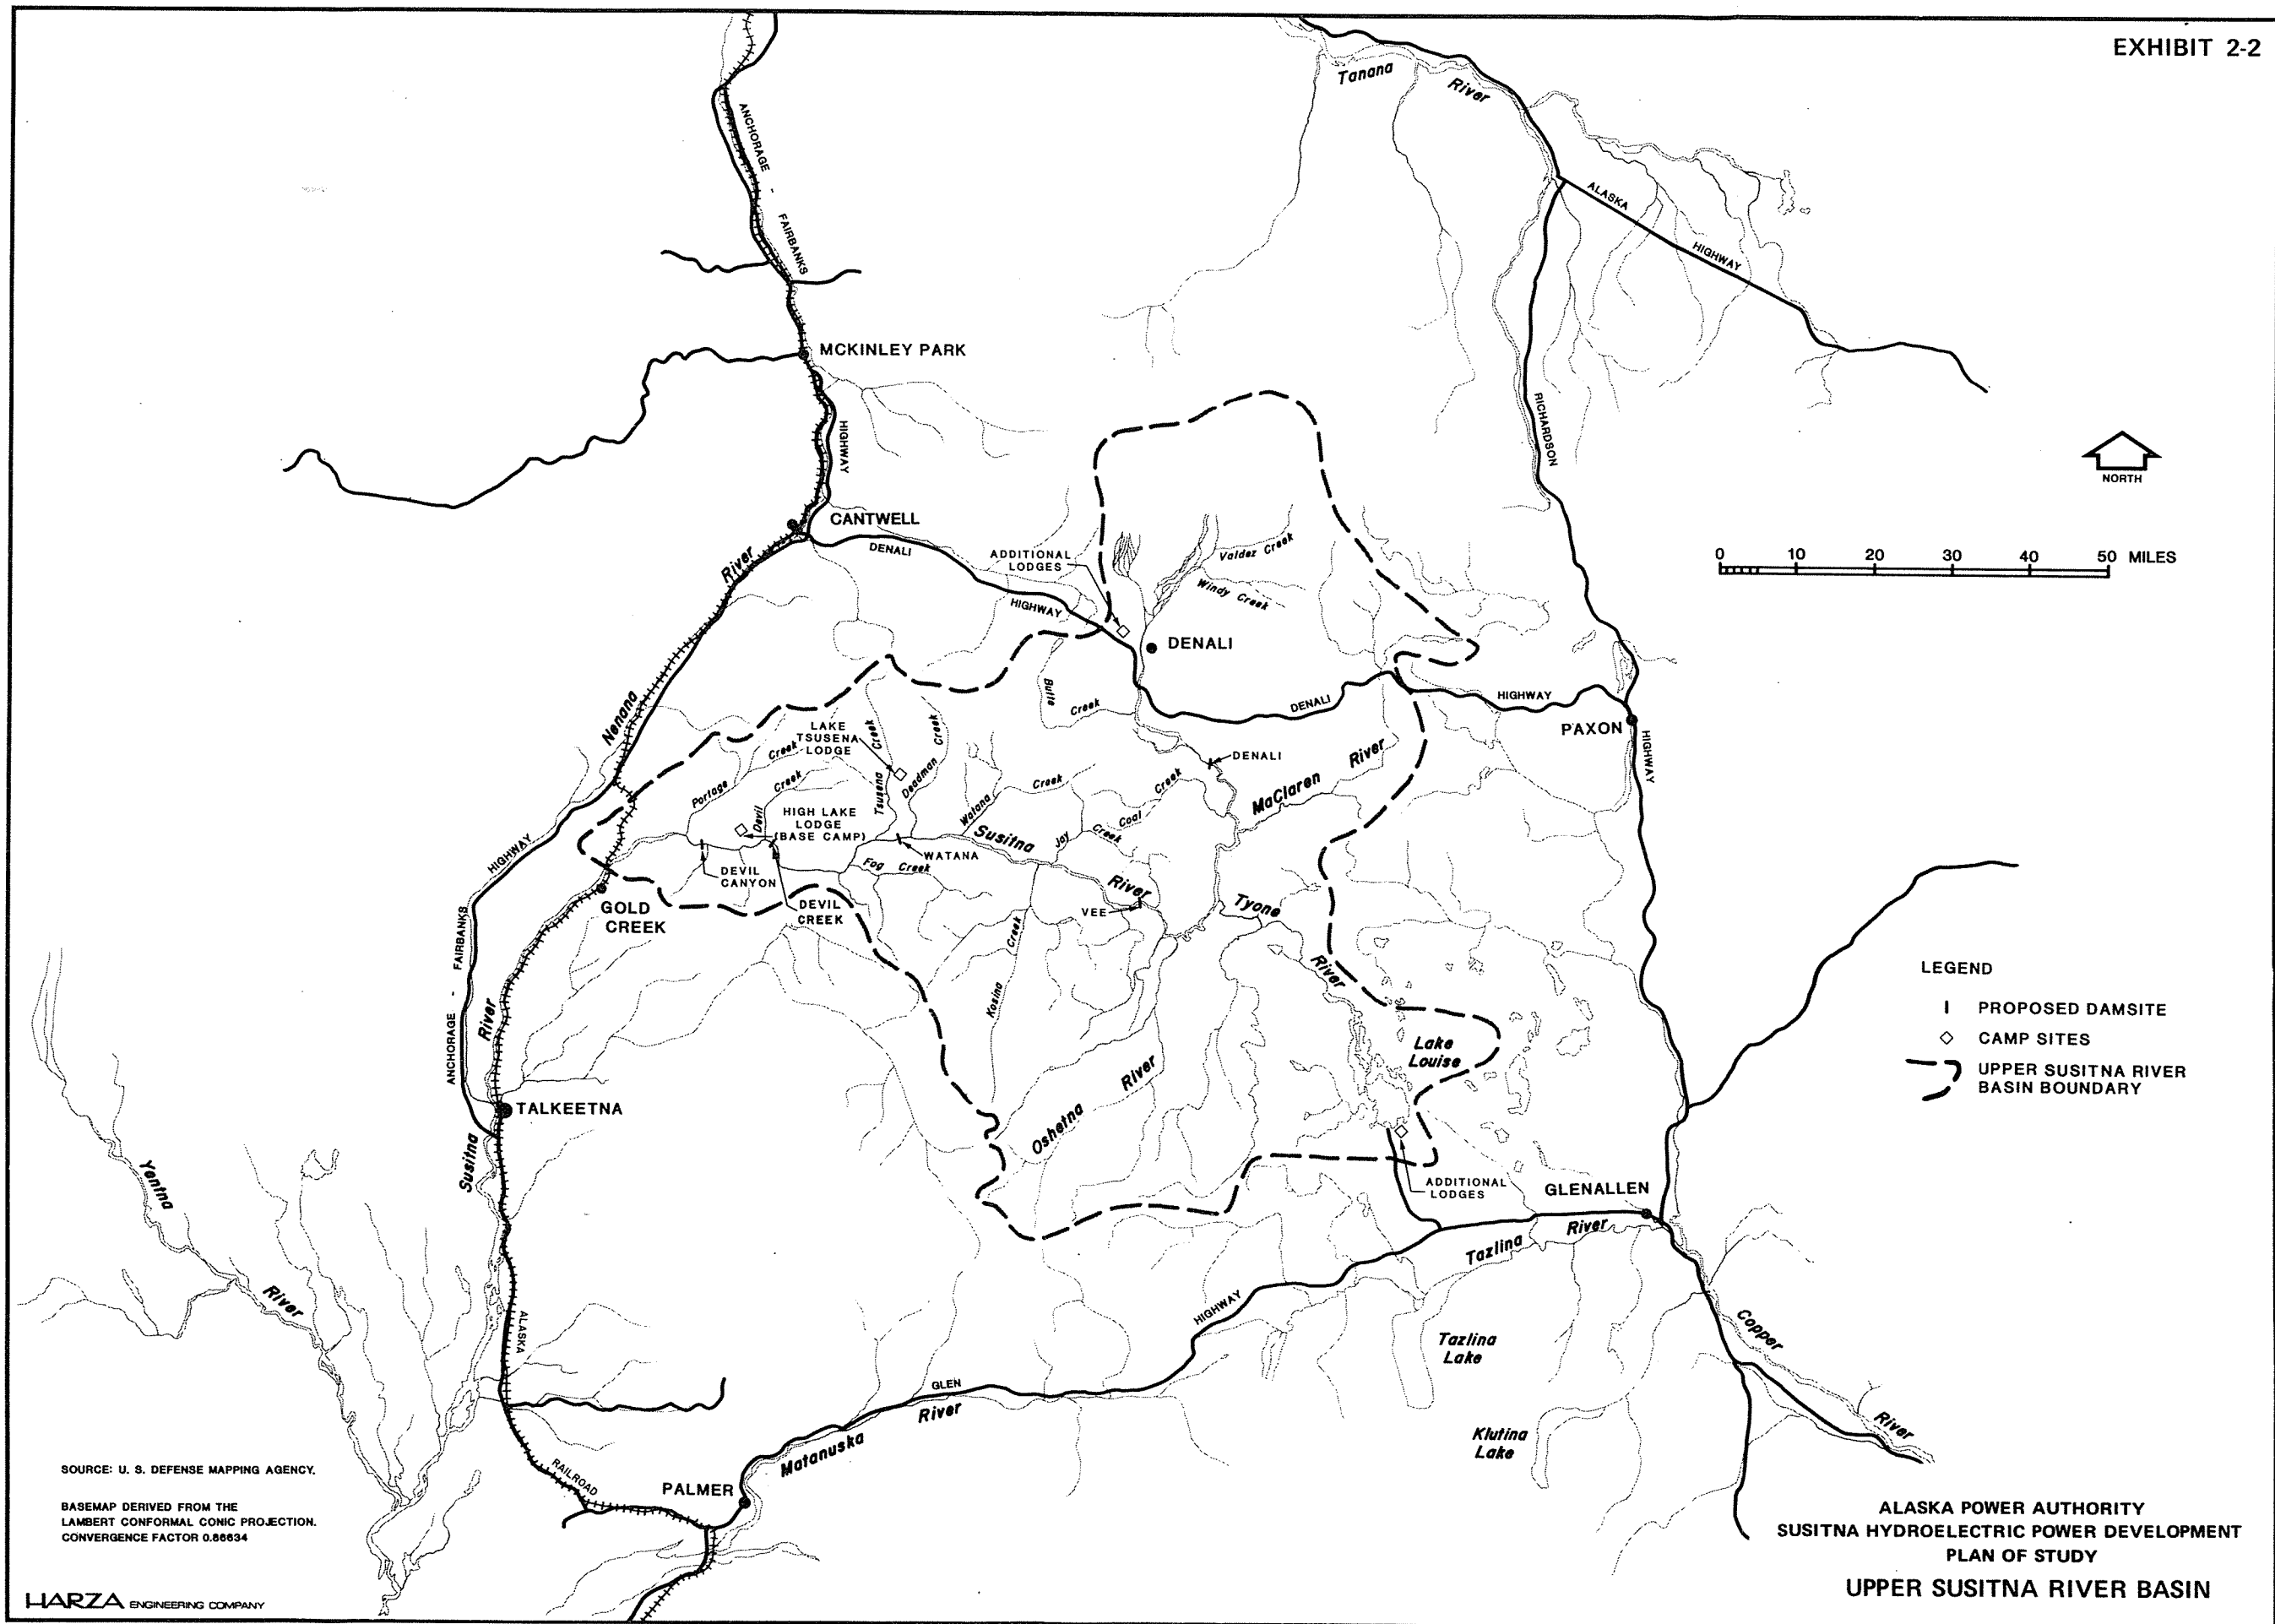 EXHIBIT 2-2
Tanana
River
ANCHORAGE - FAIRBANKS
ALASKA
HIGHWAY
MCKINLEY PARK
HIGHWAY
RICHARDSON
NORTH
CANTWELL
DENALI
River
ADDITIONAL
LODGES
Valdez Creek
Windy Creek
0 10 20 30 40 50 MILES
HIGHWAY
DENALI
Nenana
Butte
Creek
DENALI
HIGHWAY
PAXON
HIGHWAY
LAKE
TSUSENA
LODGE
Creek
Creek
Creek
Portage
Creek
Devil
Tsusena
Deadman
DENALI
River
MaClaren
Watana
Creek
Creek
Coal
HIGH LAKE
LODGE
(BASE CAMP)
Susitna
Jay
Creek
WATANA
Fog Creek
HIGHWAY
DEVIL
CANYON
River
GOLD
CREEK
DEVIL
CREEK
VEE
Tyone
River
Creek
Kosina
ANCHORAGE - FAIRBANKS
River
LEGEND
PROPOSED DAMSITE
CAMP SITES
UPPER SUSITNA RIVER
BASIN BOUNDARY
Lake
Louise
River
Oshetna
TALKEETNA
Susitna
Yentna
River
ADDITIONAL
LODGES
GLENALLEN
River
Tazlina
Copper
River
HIGHWAY
ALASKA
Tazlina
Lake
GLEN
River
Matanuska
Klutina
Lake
RAILROAD
PALMER
SOURCE: U. S. DEFENSE MAPPING AGENCY.
BASEMAP DERIVED FROM THE
LAMBERT CONFORMAL CONIC PROJECTION.
CONVERGENCE FACTOR 0.86634
HARZA ENGINEERING COMPANY
ALASKA POWER AUTHORITY
SUSITNA HYDROELECTRIC POWER DEVELOPMENT
PLAN OF STUDY
UPPER SUSITNA RIVER BASIN